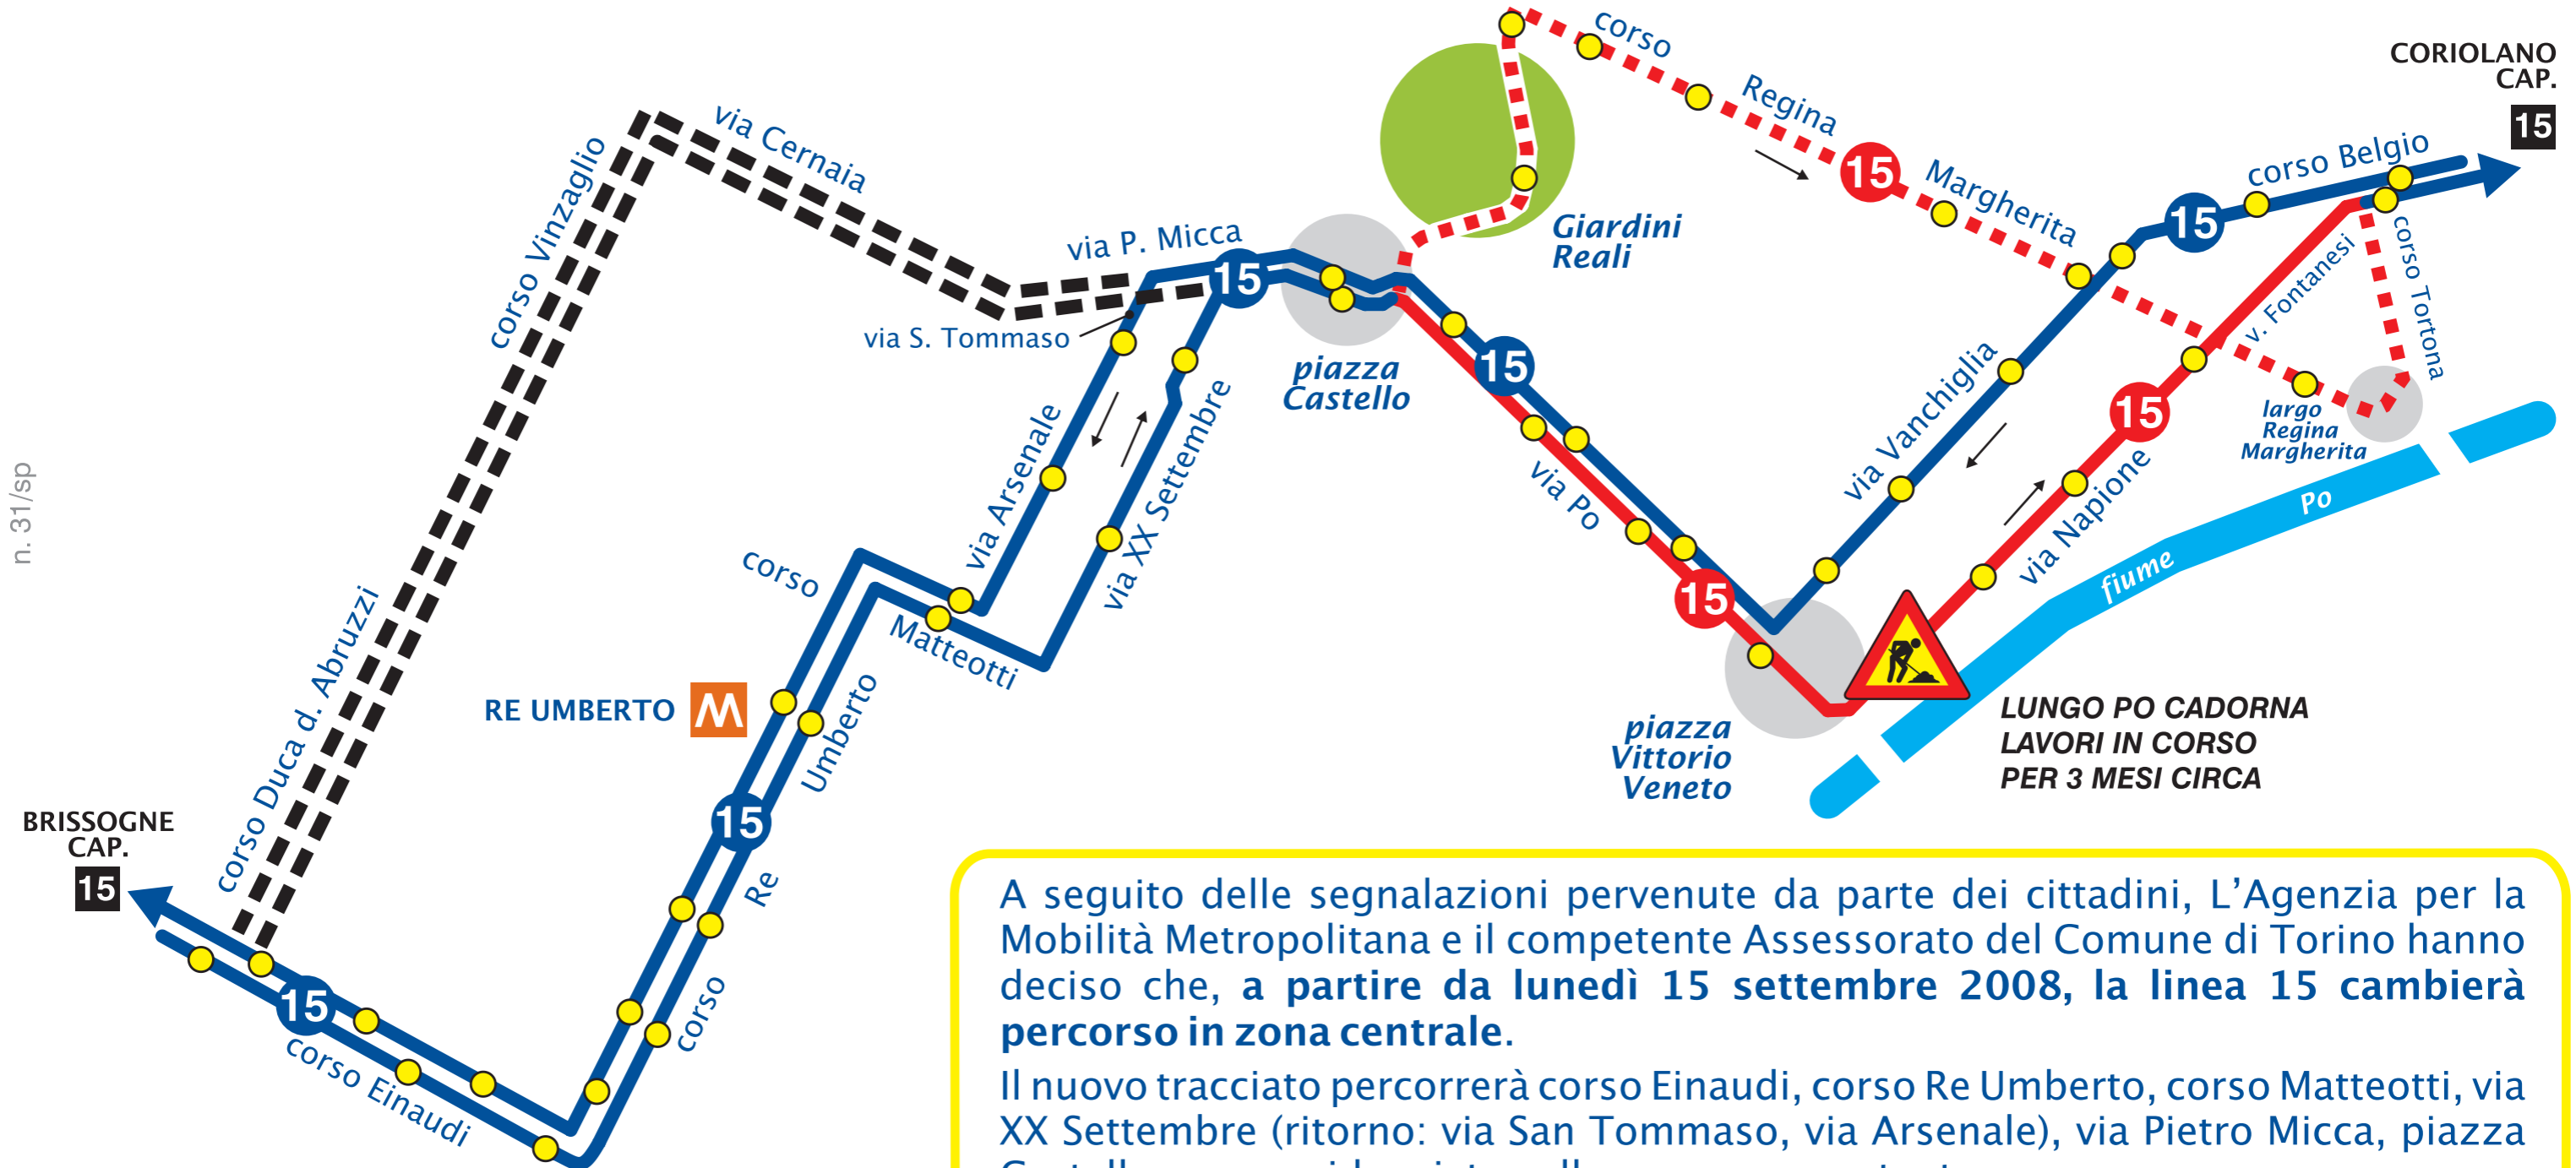 corso
Regina
Margherita
15
CORIOLANO
CAP.
15
corso Belgio
15
corso Tortona
v. Fontanesi
via Cernaia
corso Vinzaglio
via P. Micca
15
via S. Tommaso
Giardini
Reali
piazza
Castello
15
via Vanchiglia
15
largo
Regina
Margherita
via Napione
fiume
Po
via Po
15
piazza
Vittorio
Veneto
LUNGO PO CADORNA
LAVORI IN CORSO
PER 3 MESI CIRCA
n. 31/sp
via Arsenale
via XX Settembre
corso
Matteotti
RE UMBERTO M
Umberto
15
Re
corso
corso Duca d. Abruzzi
BRISSOGNE
CAP.
15
15
corso Einaudi
A seguito delle segnalazioni pervenute da parte dei cittadini, L’Agenzia per la
Mobilità Metropolitana e il competente Assessorato del Comune di Torino hanno
deciso che, a partire da lunedì 15 settembre 2008, la linea 15 cambierà
percorso in zona centrale.
Il nuovo tracciato percorrerà corso Einaudi, corso Re Umberto, corso Matteotti, via
XX Settembre (ritorno: via San Tommaso, via Arsenale), via Pietro Micca, piazza